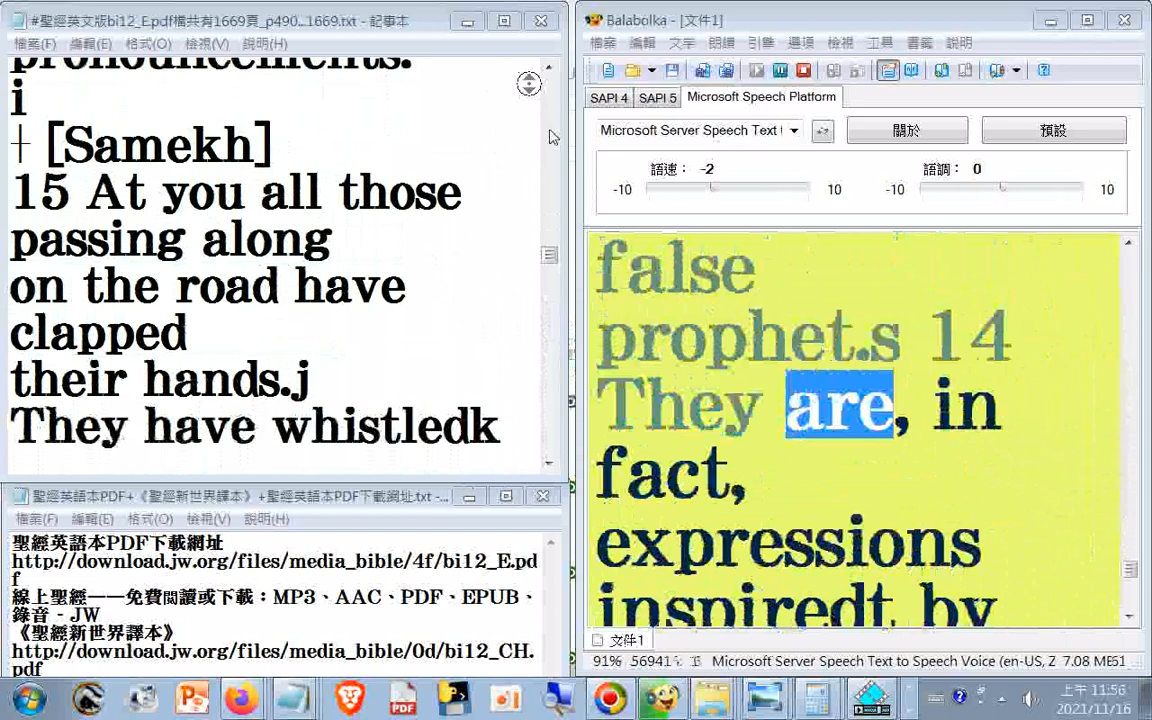 #聖經英文版bi12_E.pdf檔共有1669頁_p490...1669.txt - 記事本
檔案(F) 編輯(E) 格式(O) 檢視(V) 說明(H)
pronouncements.
i
┼ [Samekh]
15 At you all those
passing along
on the road have
clapped
their hands.j
They have whistledk
聖經英語本PDF+《聖經新世界譯本》+聖經英語本PDF下載網址.txt -...
檔案(F) 編輯(E) 格式(O) 檢視(V) 說明(H)
聖經英語本PDF下載網址
http://download.jw.org/files/media_bible/4f/bi12_E.pd
f
線上聖經——免費閱讀或下載：MP3、AAC、PDF、EPUB、
錄音 - JW
《聖經新世界譯本》
http://download.jw.org/files/media_bible/0d/bi12_CH.
pdf
Balabolka - [文件1]
檔案 編輯 文字 朗讀 引擎 選項 檢視 工具 書籤 說明
SAPI 4 SAPI 5 Microsoft Speech Platform
Microsoft Server Speech Text 關於 預設
語速： -2 語調： 0
-10 10 -10 10
false
prophet.s 14
They are, in
fact,
expressions
inspiredt by
文件1
91% Microsoft Server Speech Text to Speech Voice (en-US, Z 7.08 MB
PDF
上午 11:56
2021/11/16